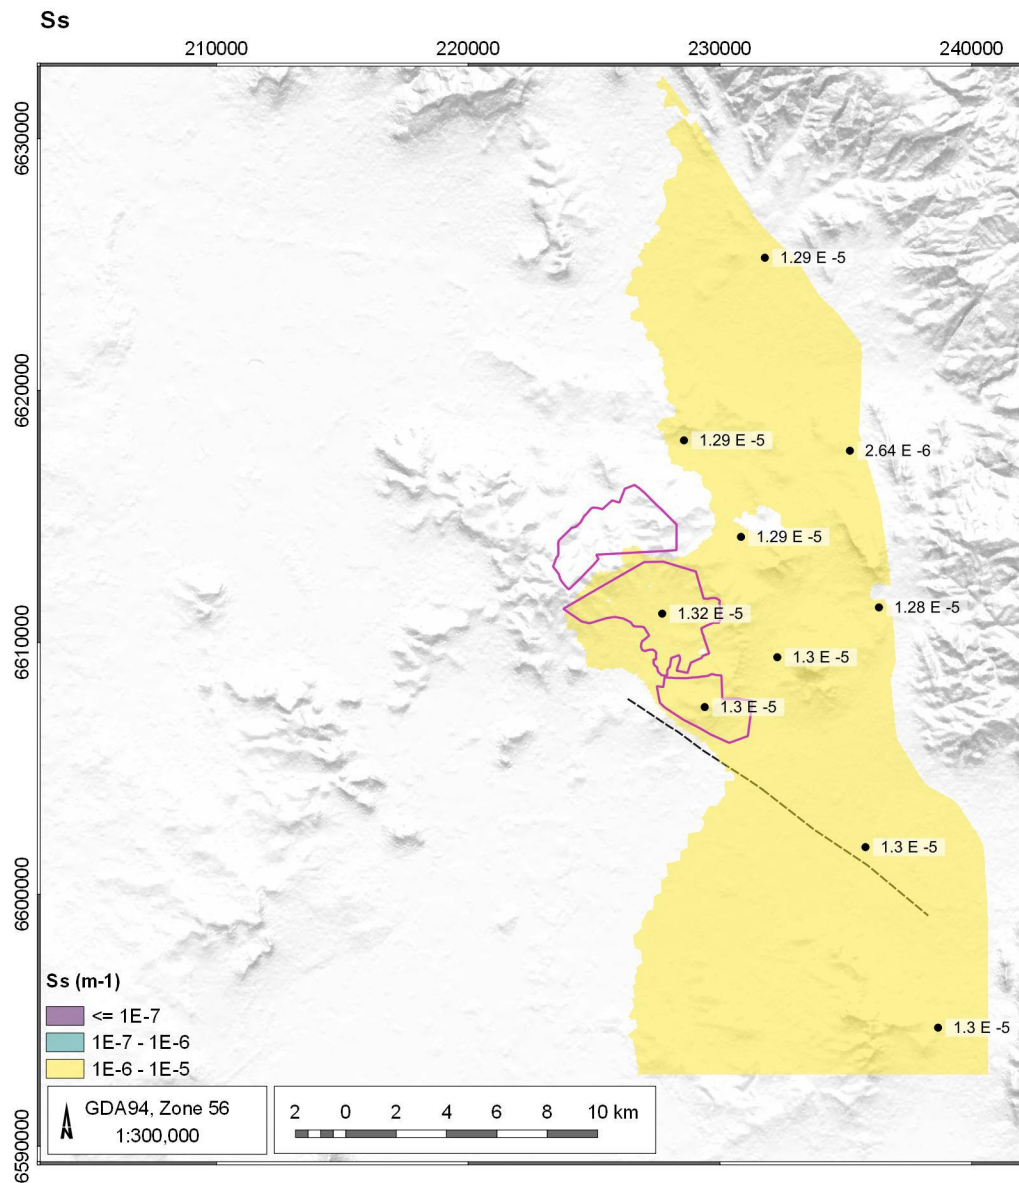 Ss
210000 220000 230000 240000
6630000
1.29 E -5
6620000
1.29 E -5
2.64 E -6
1.29 E -5
1.28 E -5
1.32 E -5
6610000
1.3 E -5
1.3 E -5
1.3 E -5
6600000
Ss (m-1)
<= 1E-7
1E-7 - 1E-6
1E-6 - 1E-5
1.3 E -5
N
GDA94, Zone 56
1:300,000
2 0 2 4 6 8 10 km
6590000